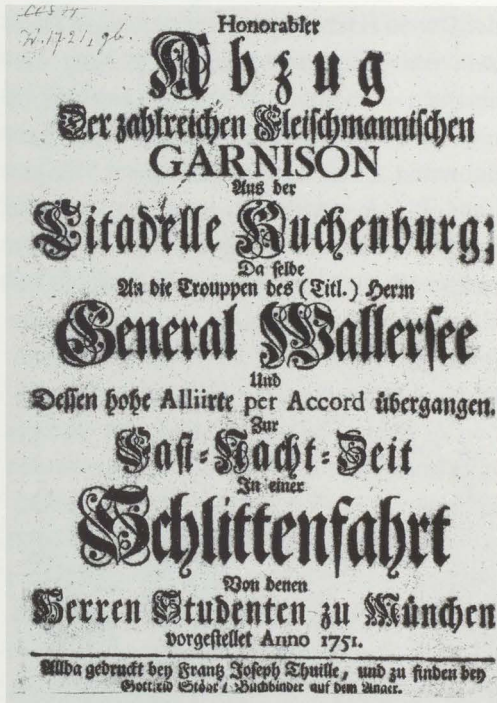 Honorabler
Abzug
Der zahlreichen Fleischmannischen
GARNISON
Aus der
Citadelle Kuchenburg;
Da selbe
An die Trouppen des (Titl.) Herrn
General Wallersee
Und
Dessen hohe Alliirte per Accord übergangen.
Zur
Fast=Nacht=Zeit
In einer
Schlittenfahrt
Von denen
Herren Studenten zu München
vorgestellet Anno 1751.
Allda gedruckt bey Frantz Joseph Thuille, und zu finden bey
Gottfrid Stöhr / Buchbinder auf dem Anger.